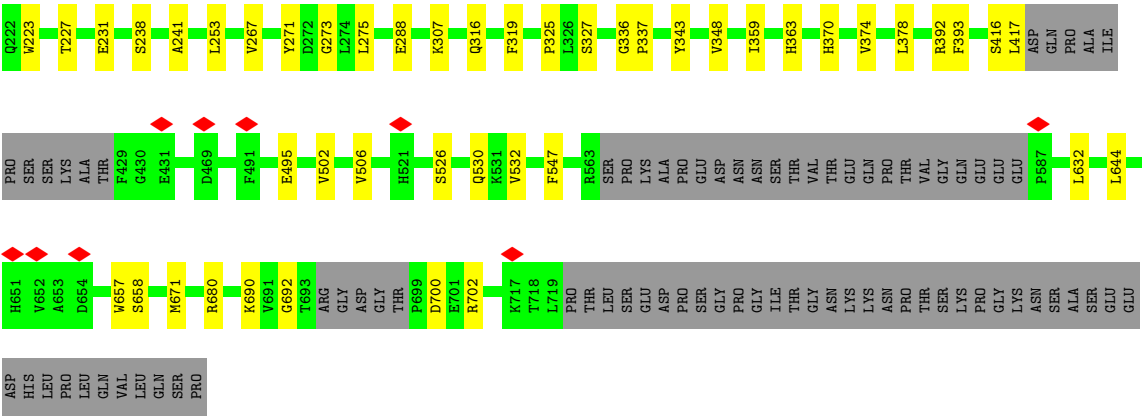 Q222 W223 T227 E231 S238 A241 L253 V267 Y271 D272 G273 L274 L275 E288 K307 Q316 F319 P325 L326 S327 G336 P337 Y343 V348 I359 H363 H370 V374 L378 R392 F393 S416 L417 ASP GLN PRO ALA ILE
PRO SER SER LYS ALA THR F429 G430 E431 D469 F491 E495 V502 V506 H521 S526 Q530 K531 V532 F547 R563 SER PRO LYS ALA PRO GLU ASP ASN ASN SER THR VAL THR GLU GLN PRO THR VAL GLY GLN GLU GLU GLU P587 L632 L644
H651 V652 A653 D654 W657 S658 M671 R680 K690 V691 G692 T693 ARG GLY ASP GLY THR P699 D700 E701 R702 K717 T718 L719 PRO THR LEU SER GLU ASP PRO SER GLY PRO GLY ILE THR GLY ASN LYS LYS ASN PRO THR SER LYS PRO GLY LYS ASN SER ALA SER GLU GLU
ASP HIS LEU PRO LEU GLN VAL LEU GLN SER PRO